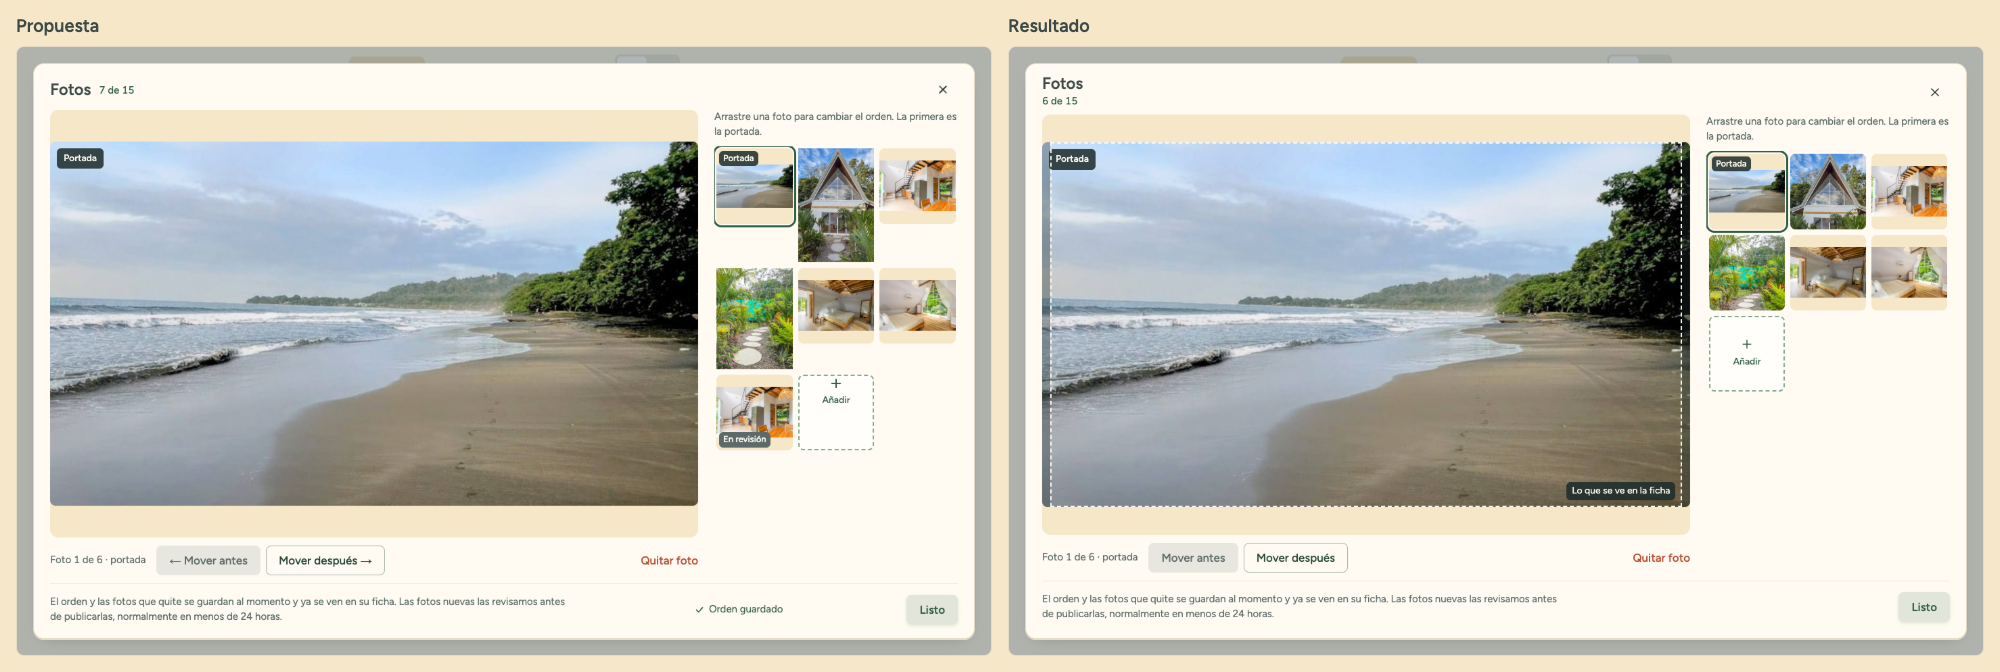 Propuesta
Fotos 7 de 15
Portada
Arrastre una foto para cambiar el orden. La primera es
la portada.
Portada
En revisión
+
Añadir
Foto 1 de 6 · portada
← Mover antes
Mover después →
Quitar foto
El orden y las fotos que quite se guardan al momento y ya se ven en su ficha. Las fotos nuevas las revisamos antes
de publicarlas, normalmente en menos de 24 horas.
✓ Orden guardado
Listo
Resultado
Fotos
6 de 15
Portada
Lo que se ve en la ficha
Arrastre una foto para cambiar el orden. La primera es
la portada.
Portada
+
Añadir
Foto 1 de 6 · portada
Mover antes
Mover después
Quitar foto
El orden y las fotos que quite se guardan al momento y ya se ven en su ficha. Las fotos nuevas las revisamos antes
de publicarlas, normalmente en menos de 24 horas.
Listo